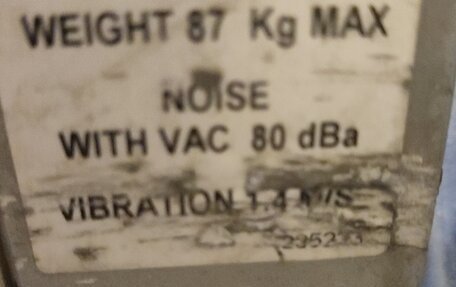 WEIGHT 87 Kg MAX
NOISE
WITH VAC 80 dBa
VIBRATION 1.4 M/S